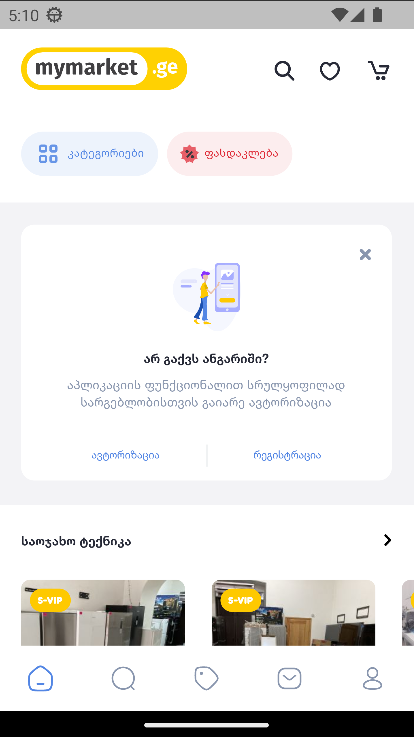 5:10
mymarket.ge
კატეგორიები
ფასდაკლება
არ გაქვს ანგარიში?
აპლიკაციის ფუნქციონალით სრულყოფილად
სარგებლობისთვის გაიარე ავტორიზაცია
ავტორიზაცია
რეგისტრაცია
საოჯახო ტექნიკა
S-VIP
S-VIP